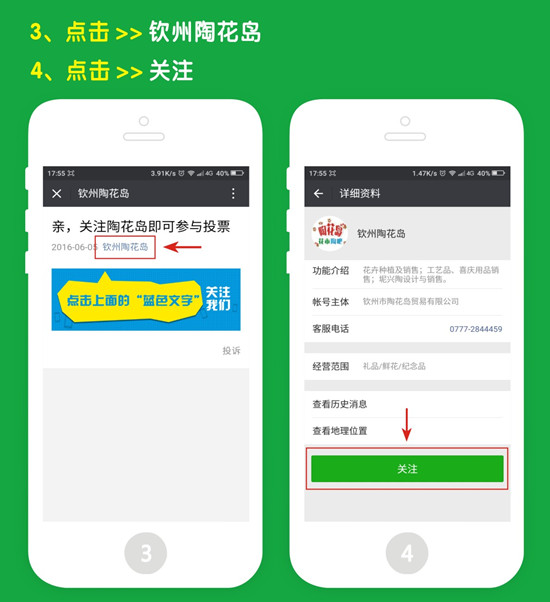 3、点击 >> 钦州陶花岛
4、点击 >> 关注
17:55 3.91K/s 4G 40%
× 钦州陶花岛
亲，关注陶花岛即可参与投票
2016-06-05 钦州陶花岛
点击上面的“蓝色文字” 关注我们
投诉
3
17:55 1.47K/s 4G 40%
← 详细资料
陶花岛
花市陶吧
钦州陶花岛
功能介绍 花卉种植及销售；工艺品、喜庆用品销
售；坭兴陶设计与销售。
帐号主体 钦州市陶花岛贸易有限公司
客服电话 0777-2844459
经营范围 礼品/鲜花/纪念品
查看历史消息
查看地理位置
关注
4